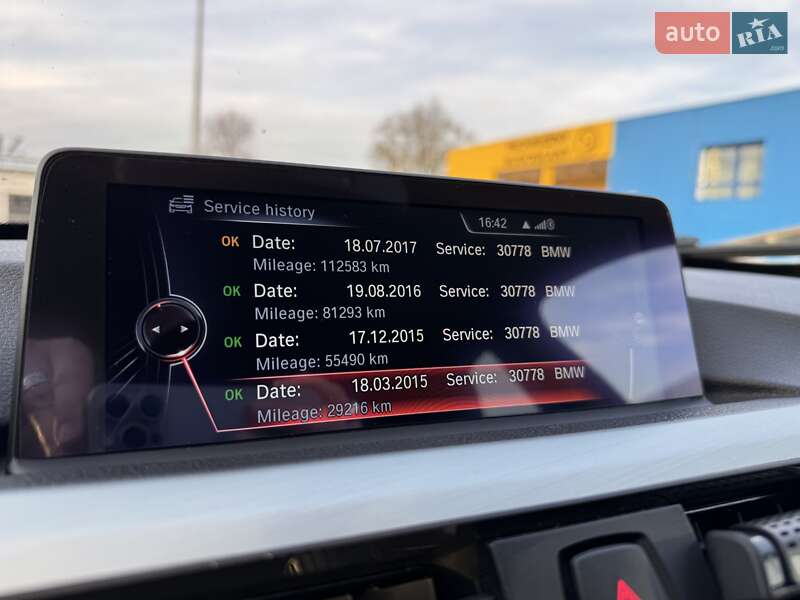 auto RIA .com
Service history
16:42
OK Date: 18.07.2017 Service: 30778 BMW
Mileage: 112583 km
OK Date: 19.08.2016 Service: 30778 BMW
Mileage: 81293 km
OK Date: 17.12.2015 Service: 30778 BMW
Mileage: 55490 km
OK Date: 18.03.2015 Service: 30778 BMW
Mileage: 29216 km